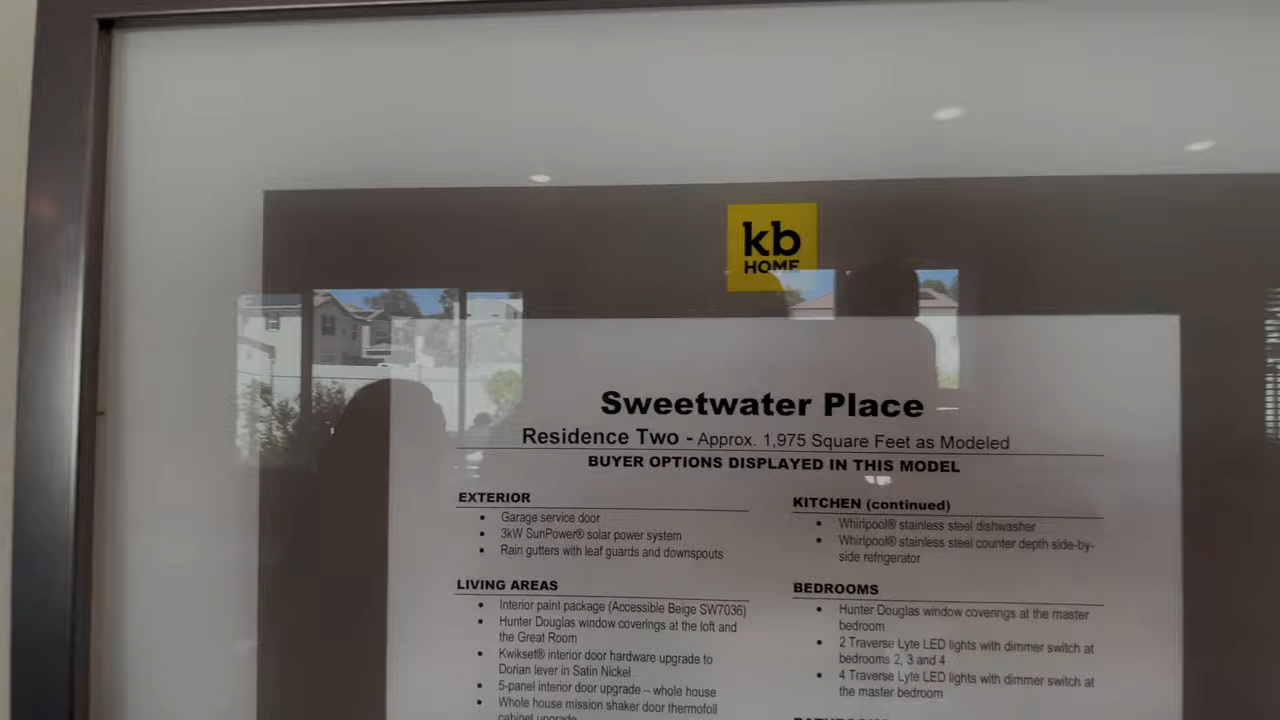 kb
HOME
Sweetwater Place
Residence Two - Approx. 1,975 Square Feet as Modeled
BUYER OPTIONS DISPLAYED IN THIS MODEL
EXTERIOR
• Garage service door
• 3kW SunPower® solar power system
• Rain gutters with leaf guards and downspouts
LIVING AREAS
• Interior paint package (Accessible Beige SW7036)
• Hunter Douglas window coverings at the loft and
the Great Room
• Kwikset® interior door hardware upgrade to
Dorian lever in Satin Nickel
• 5-panel interior door upgrade – whole house
• Whole house mission shaker door thermofoil
cabinet upgrade
KITCHEN (continued)
• Whirlpool® stainless steel dishwasher
• Whirlpool® stainless steel counter depth side-by-
side refrigerator
BEDROOMS
• Hunter Douglas window coverings at the master
bedroom
• 2 Traverse Lyte LED lights with dimmer switch at
bedrooms 2, 3 and 4
• 4 Traverse Lyte LED lights with dimmer switch at
the master bedroom